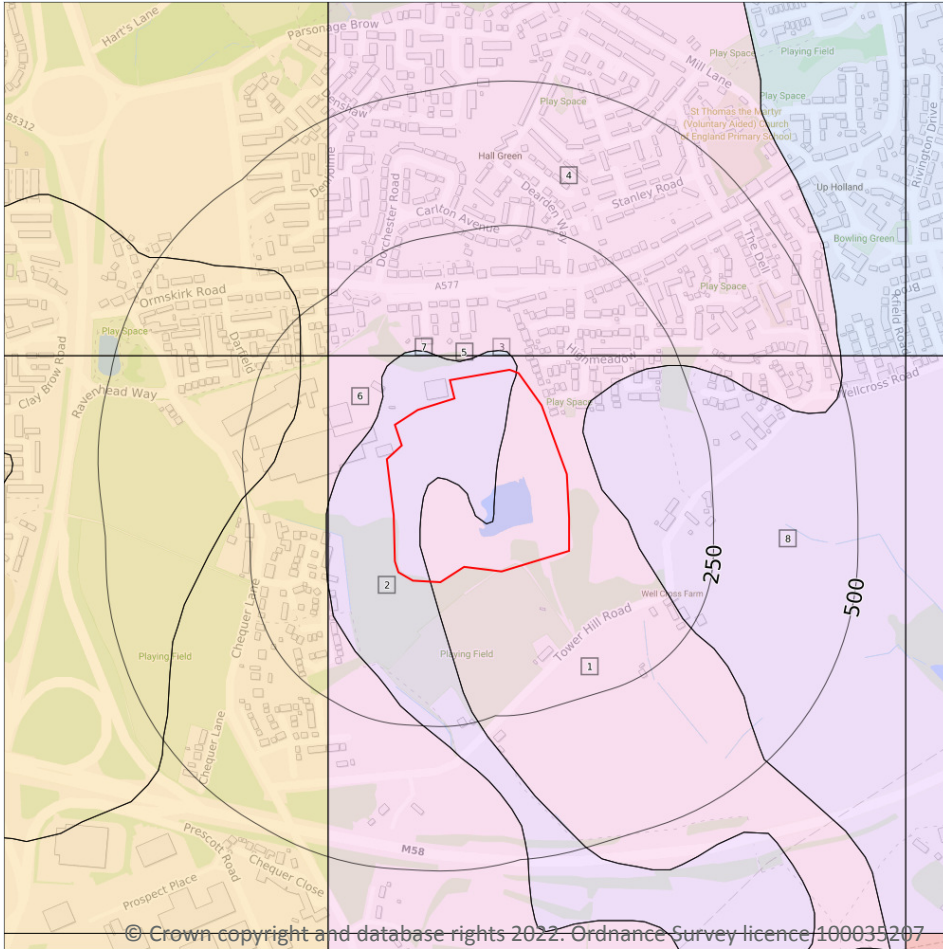 Hart's Lane
Parsonage Brow
Mill Lane
Play Space
Playing Field
Play Space
Rivington Drive
B5312
Play Space
St Thomas the Martyr
(Voluntary Aided) Church
of England Primary School
Hall Green
4
Dearden Way
Stanley Road
Up Holland
Dorchester Road
Carlton Avenue
The Dell
Bowling Green
A577
Play Space
Ormskirk Road
Play Space
Clay Brow Road
Ravenhead Way
7
5
3
Highmeadow
6
Play Space
250
500
8
2
Well Cross Farm
Chequer Lane
Tower Hill Road
Playing Field
Playing Field
1
Chequer Lane
M58
Prescott Road
Chequer Close
Prospect Place
© Crown copyright and database rights 2022. Ordnance Survey licence 100035207